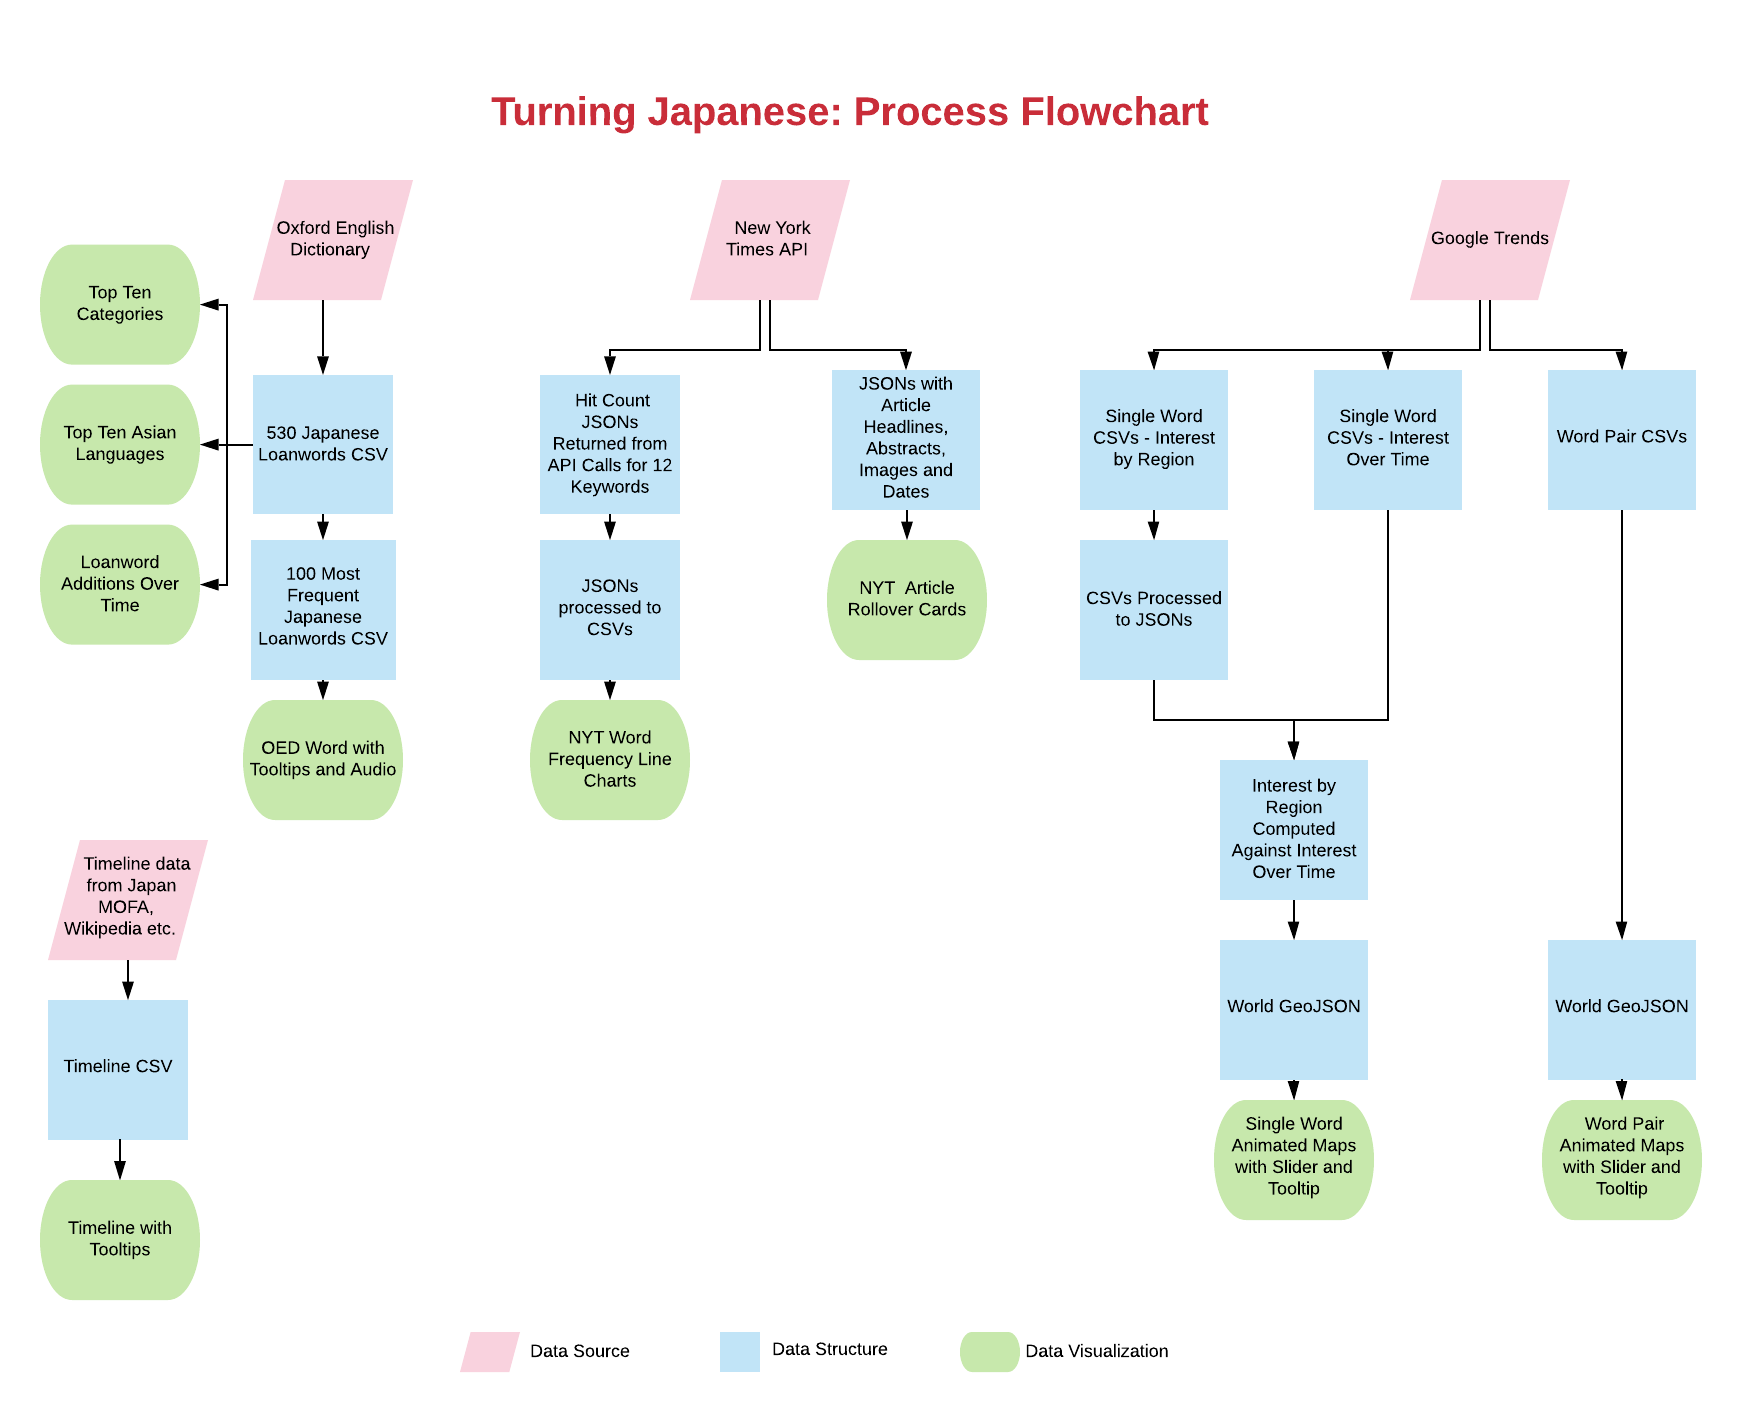 Turning Japanese: Process Flowchart
Oxford English
Dictionary
New York
Times API
Google Trends
Top Ten
Categories
Top Ten Asian
Languages
Loanword
Additions Over
Time
530 Japanese
Loanwords CSV
100 Most
Frequent
Japanese
Loanwords CSV
OED Word with
Tooltips and Audio
Hit Count
JSONs
Returned from
API Calls for 12
Keywords
JSONs
processed to
CSVs
NYT Word
Frequency Line
Charts
JSONs with
Article
Headlines,
Abstracts,
Images and
Dates
NYT  Article
Rollover Cards
Single Word
CSVs - Interest
by Region
Single Word
CSVs - Interest
Over Time
Word Pair CSVs
CSVs Processed
to JSONs
Interest by
Region
Computed
Against Interest
Over Time
World GeoJSON
World GeoJSON
Single Word
Animated Maps
with Slider and
Tooltip
Word Pair
Animated Maps
with Slider and
Tooltip
Timeline data
from Japan
MOFA,
Wikipedia etc.
Timeline CSV
Timeline with
Tooltips
Data Source
Data Structure
Data Visualization